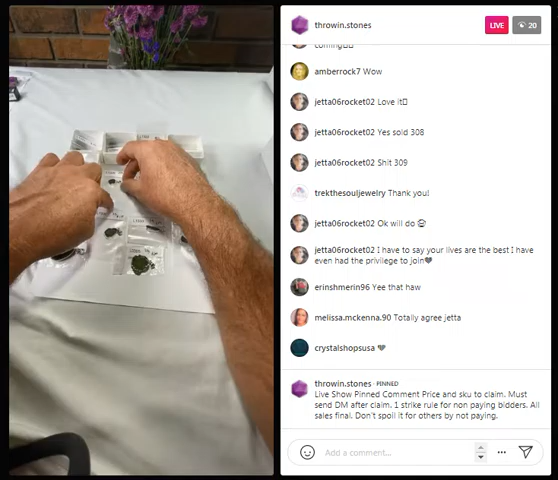 throwin.stones
LIVE
20
amberrock7 Wow
jetta06rocket02 Love it
jetta06rocket02 Yes sold 308
jetta06rocket02 Shit 309
trekthesouljewelry Thank you!
jetta06rocket02 Ok will do 😊
jetta06rocket02 I have to say your lives are the best I have
even had the privilege to join🖤
erinshmerin96 Yee that haw
melissa.mckenna.90 Totally agree jetta
crystalshopsusa 🖤
throwin.stones · PINNED
Live Show Pinned Comment Price and sku to claim. Must
send DM after claim. 1 strike rule for non paying bidders. All
sales final. Don't spoil it for others by not paying.
Add a comment...